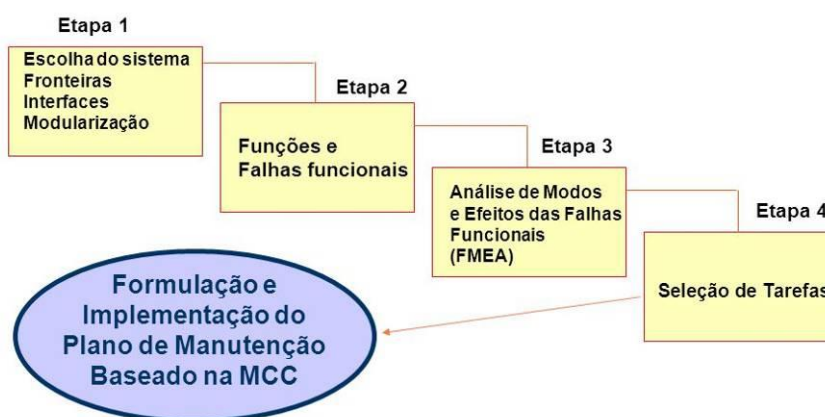 Etapa 1
Escolha do sistema
Fronteiras
Interfaces
Modularização
Etapa 2
Funções e
Falhas funcionais
Etapa 3
Análise de Modos
e Efeitos das Falhas
Funcionais
(FMEA)
Etapa 4
Seleção de Tarefas
Formulação e
Implementação do
Plano de Manutenção
Baseado na MCC